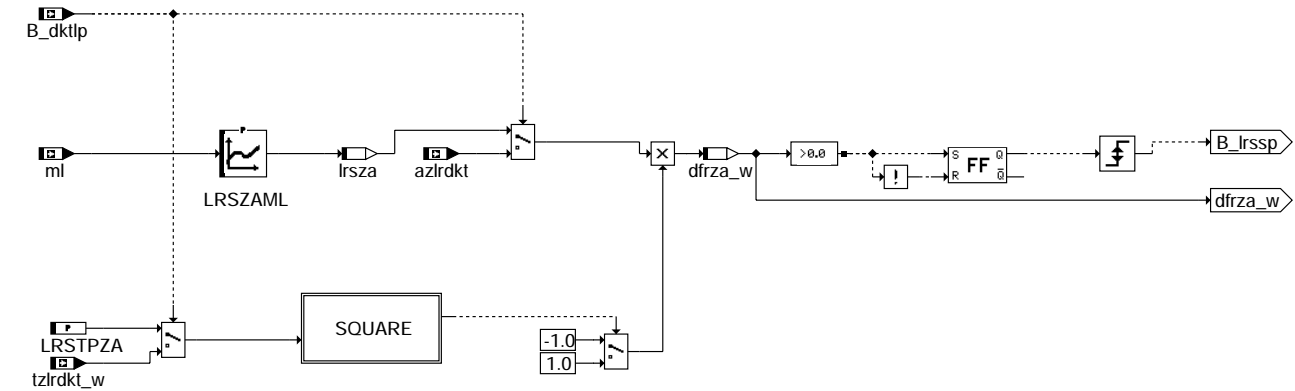 B_dktlp
P
ml
LRSZAML
lrsza
azlrdkt
X
dfrza_w
>0.0
!
S Q
FF
R Q̅
B_lrssp
dfrza_w
P
LRSTPZA
tzlrdkt_w
SQUARE
-1.0
1.0